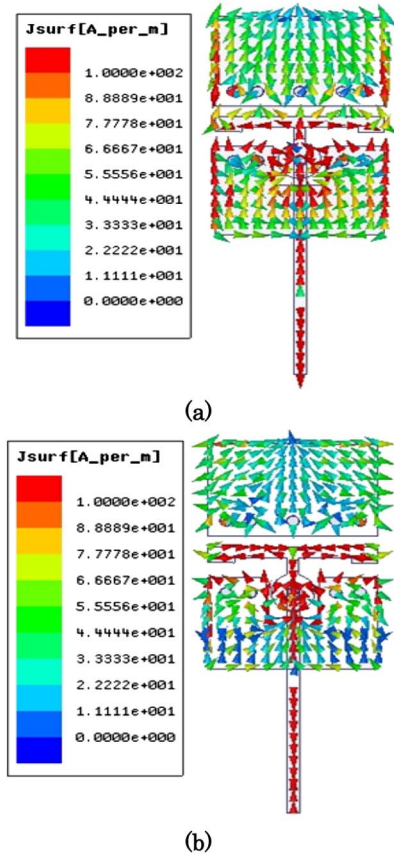 Jsurf[A_per_m]
1.0000e+002
8.8889e+001
7.7778e+001
6.6667e+001
5.5556e+001
4.4444e+001
3.3333e+001
2.2222e+001
1.1111e+001
0.0000e+000
(a)
Jsurf[A_per_m]
1.0000e+002
8.8889e+001
7.7778e+001
6.6667e+001
5.5556e+001
4.4444e+001
3.3333e+001
2.2222e+001
1.1111e+001
0.0000e+000
(b)